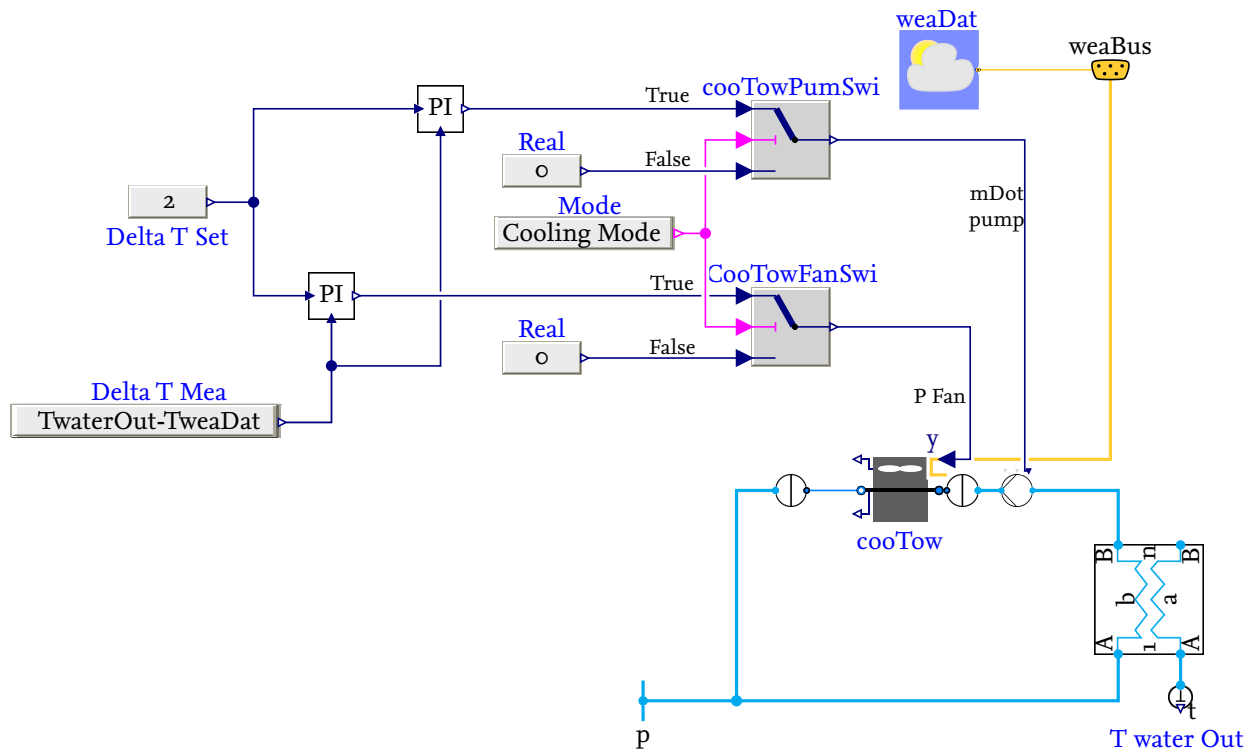 weaDat
weaBus
cooTowPumSwi
True
PI
Real
0
False
2
Delta T Set
Mode
Cooling Mode
mDot
pump
CooTowFanSwi
True
PI
Real
0
False
Delta T Mea
TwaterOut-TweaDat
P Fan
y
cooTow
B
n
B
b
a
A
1
A
t
p
T water Out